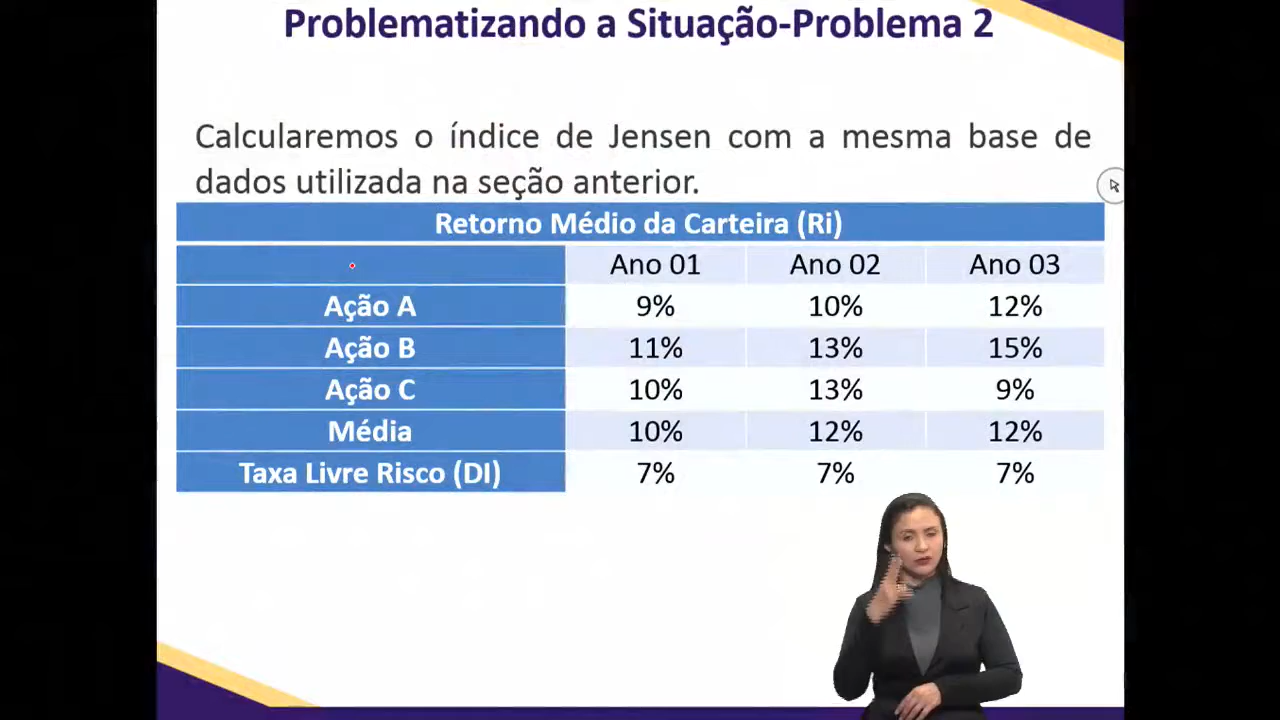 Problematizando a Situação-Problema 2
Calcularemos o índice de Jensen com a mesma base de
dados utilizada na seção anterior.
Retorno Médio da Carteira (Ri)
Ano 01 Ano 02 Ano 03
Ação A 9% 10% 12%
Ação B 11% 13% 15%
Ação C 10% 13% 9%
Média 10% 12% 12%
Taxa Livre Risco (DI) 7% 7% 7%